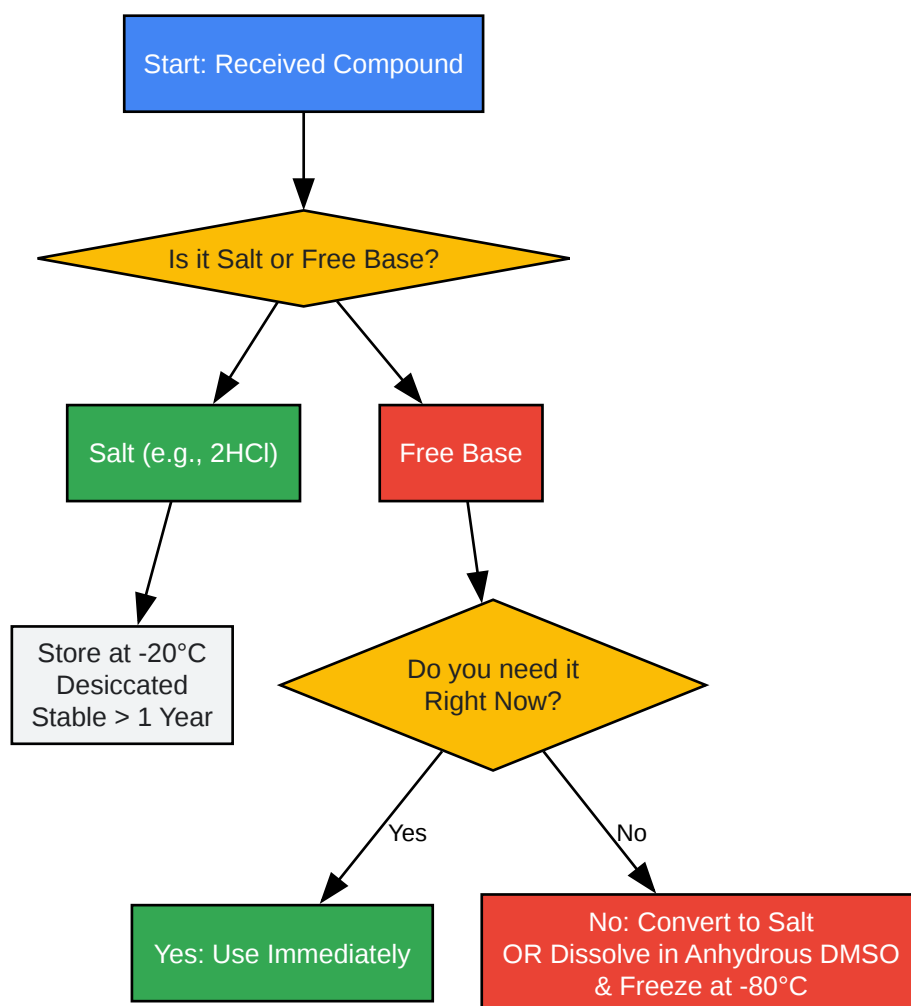 Start: Received Compound
Is it Salt or Free Base?
Salt (e.g., 2HCl)
Free Base
Store at -20°C
Desiccated
Stable > 1 Year
Do you need it
Right Now?
Yes
No
Yes: Use Immediately
No: Convert to Salt
OR Dissolve in Anhydrous DMSO
& Freeze at -80°C